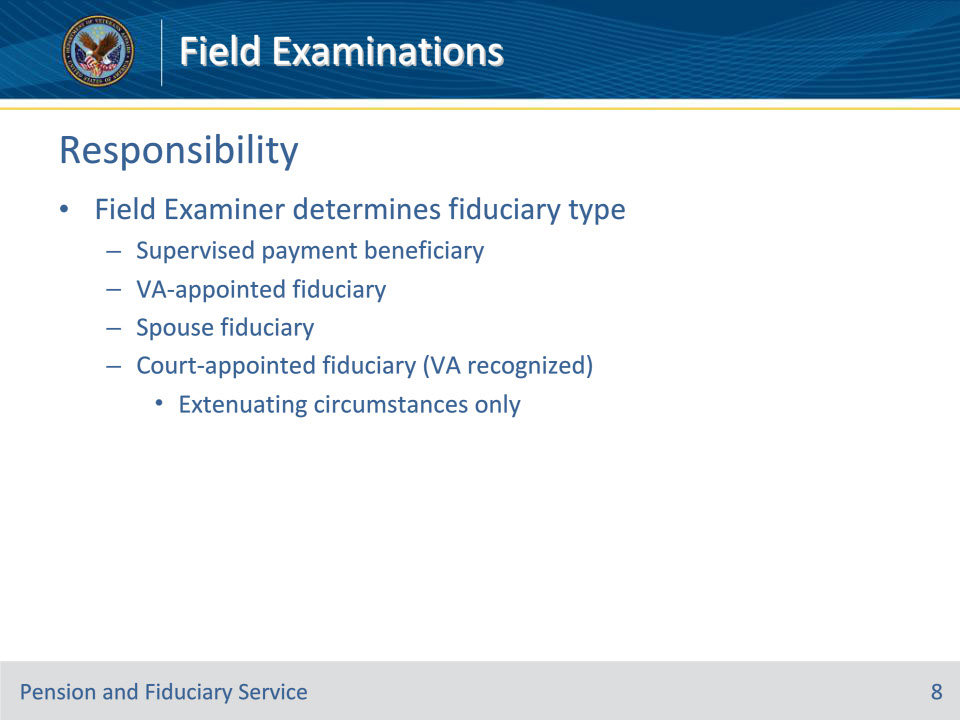 Field Examinations
Responsibility
• Field Examiner determines fiduciary type
– Supervised payment beneficiary
– VA-appointed fiduciary
– Spouse fiduciary
– Court-appointed fiduciary (VA recognized)
• Extenuating circumstances only
Pension and Fiduciary Service
8